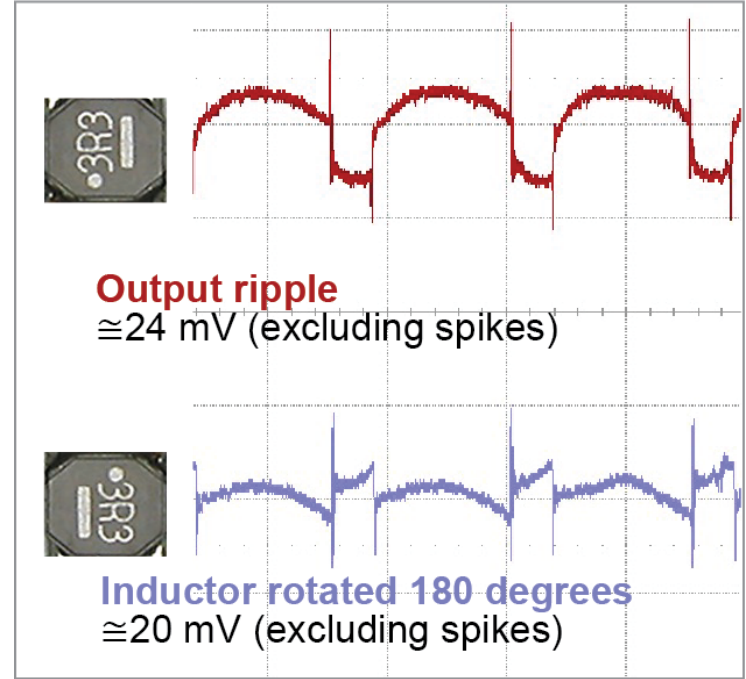 3R3
Output ripple
≅24 mV (excluding spikes)
3R3
Inductor rotated 180 degrees
≅20 mV (excluding spikes)